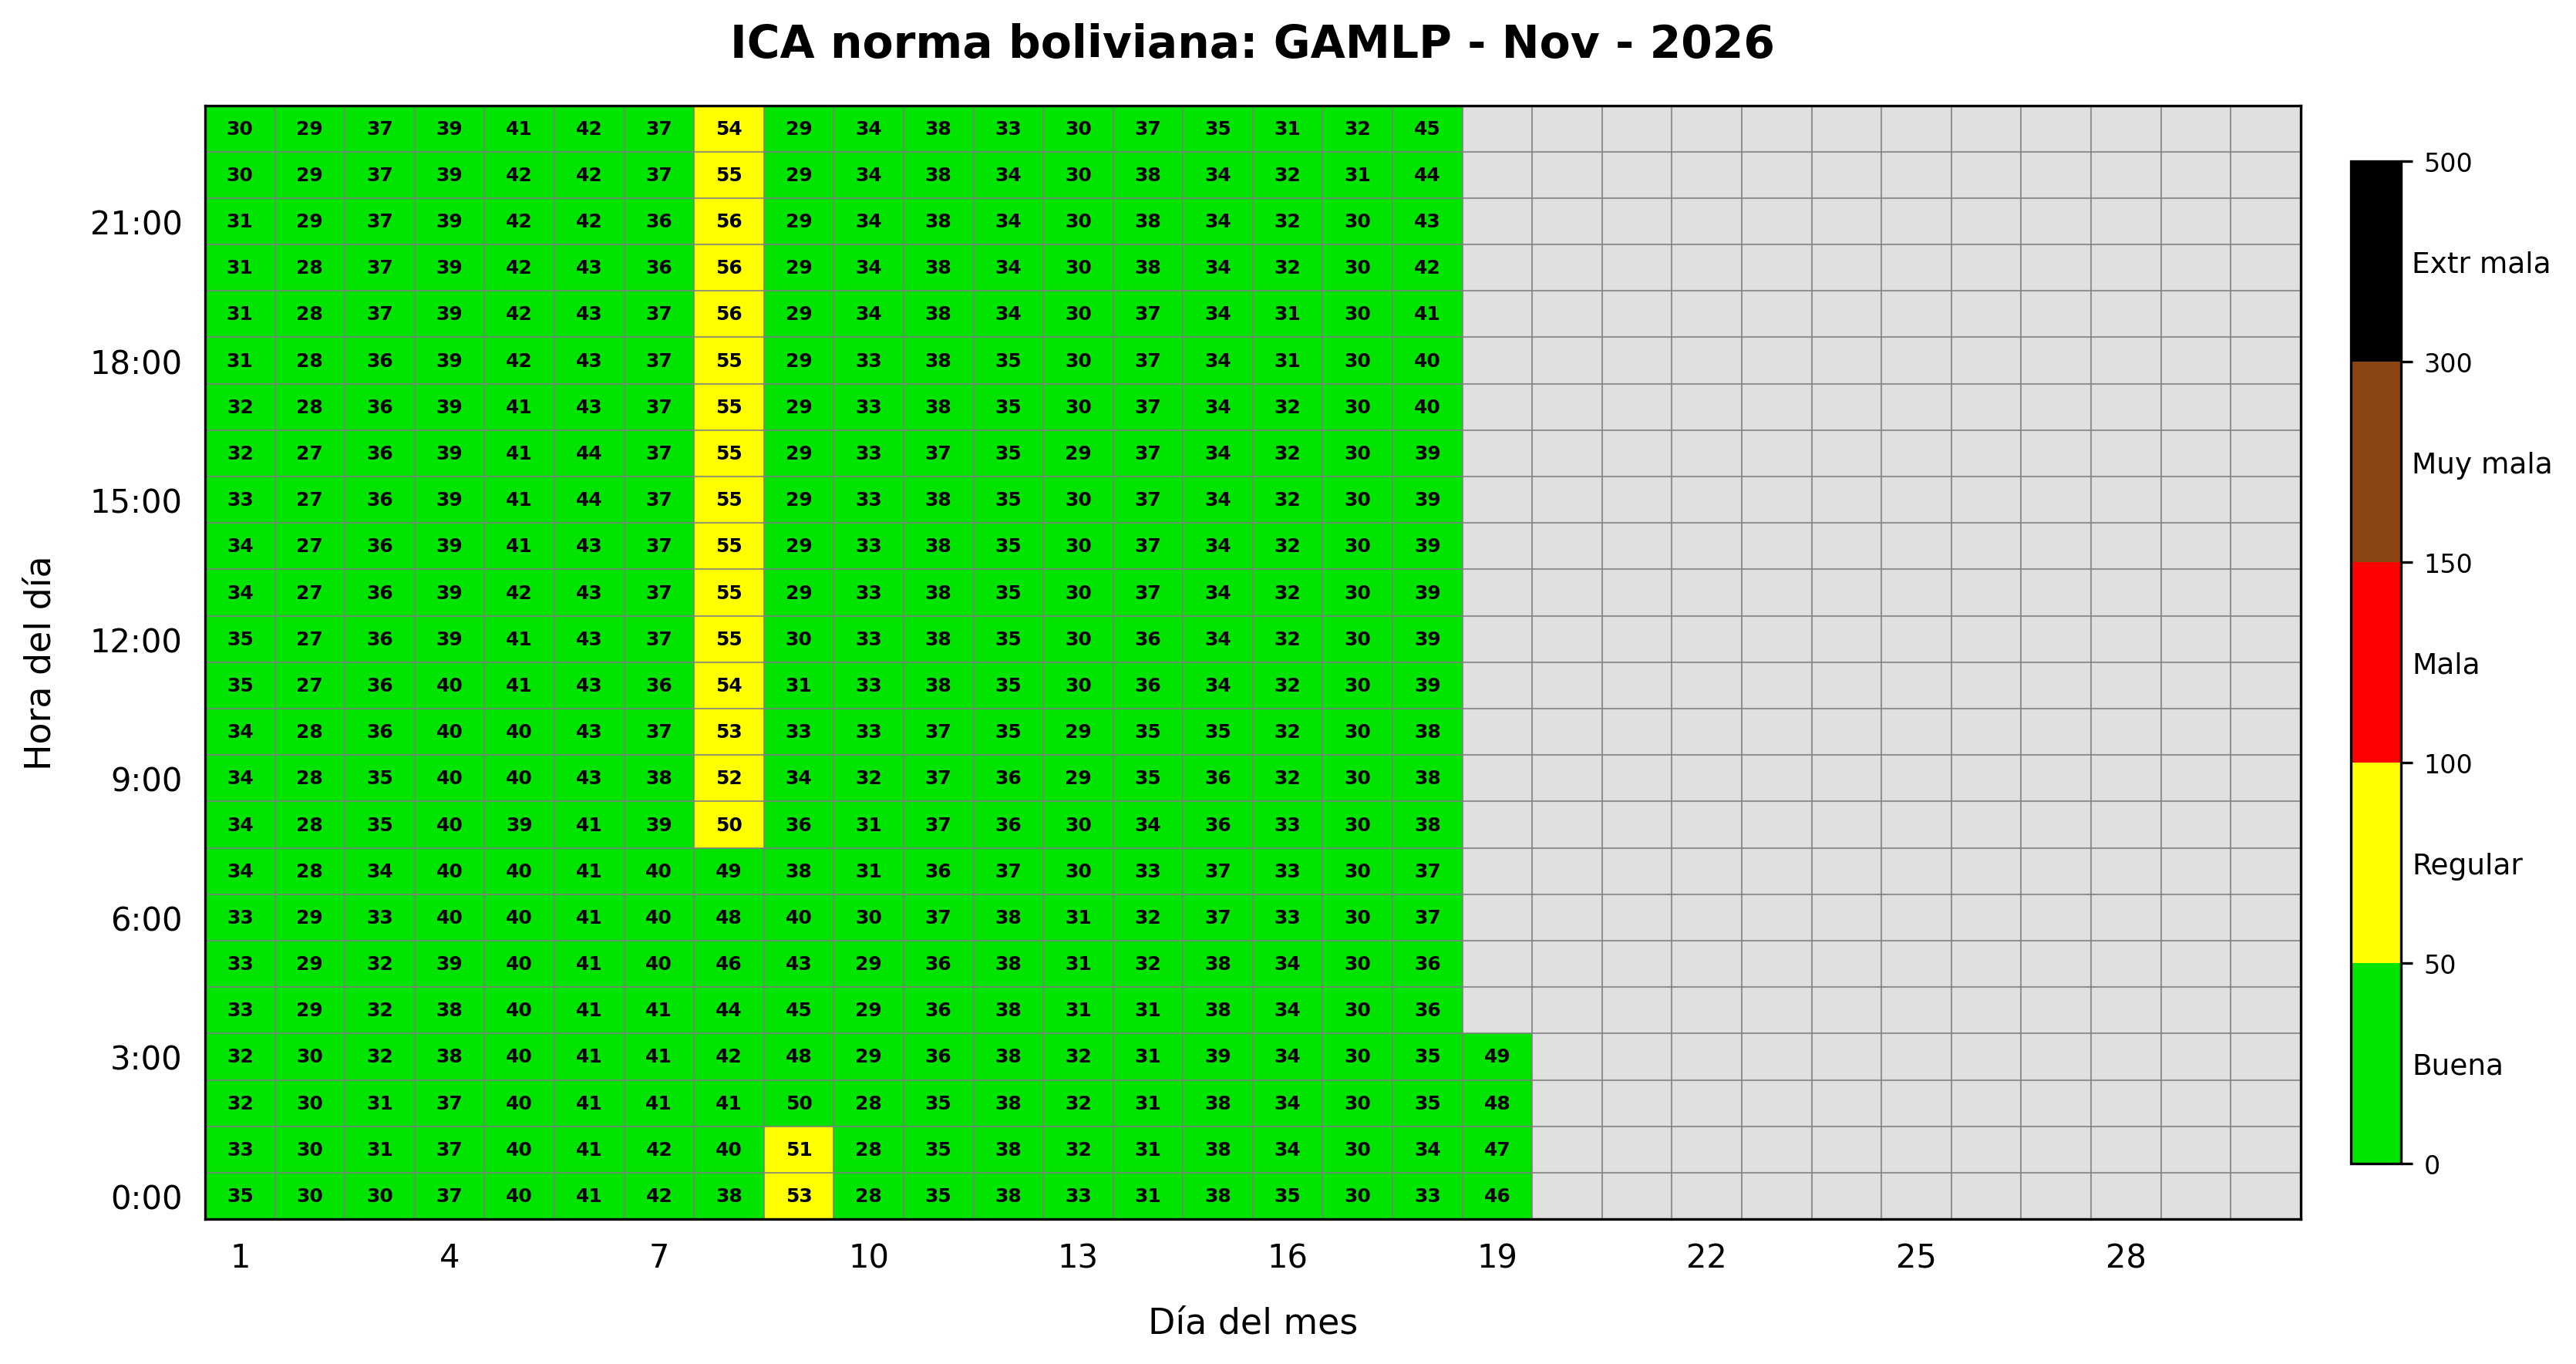 ICA norma boliviana: GAMLP - Nov - 2026
30 29 37 39 41 42 37 54 29 34 38 33 30 37 35 31 32 45
30 29 37 39 42 42 37 55 29 34 38 34 30 38 34 32 31 44
21:00 31 29 37 39 42 42 36 56 29 34 38 34 30 38 34 32 30 43
31 28 37 39 42 43 36 56 29 34 38 34 30 38 34 32 30 42
31 28 37 39 42 43 37 56 29 34 38 34 30 37 34 31 30 41
18:00 31 28 36 39 42 43 37 55 29 33 38 35 30 37 34 31 30 40
32 28 36 39 41 43 37 55 29 33 38 35 30 37 34 32 30 40
32 27 36 39 41 44 37 55 29 33 37 35 29 37 34 32 30 39
15:00 33 27 36 39 41 44 37 55 29 33 38 35 30 37 34 32 30 39
34 27 36 39 41 43 37 55 29 33 38 35 30 37 34 32 30 39
34 27 36 39 42 43 37 55 29 33 38 35 30 37 34 32 30 39
12:00 35 27 36 39 41 43 37 55 30 33 38 35 30 36 34 32 30 39
35 27 36 40 41 43 36 54 31 33 38 35 30 36 34 32 30 39
34 28 36 40 40 43 37 53 33 33 37 35 29 35 35 32 30 38
9:00 34 28 35 40 40 43 38 52 34 32 37 36 29 35 36 32 30 38
34 28 35 40 39 41 39 50 36 31 37 36 30 34 36 33 30 38
34 28 34 40 40 41 40 49 38 31 36 37 30 33 37 33 30 37
6:00 33 29 33 40 40 41 40 48 40 30 37 38 31 32 37 33 30 37
33 29 32 39 40 41 40 46 43 29 36 38 31 32 38 34 30 36
33 29 32 38 40 41 41 44 45 29 36 38 31 31 38 34 30 36
3:00 32 30 32 38 40 41 41 42 48 29 36 38 32 31 39 34 30 35 49
32 30 31 37 40 41 41 41 50 28 35 38 32 31 38 34 30 35 48
33 30 31 37 40 41 42 40 51 28 35 38 32 31 38 34 30 34 47
0:00 35 30 30 37 40 41 42 38 53 28 35 38 33 31 38 35 30 33 46
1 4 7 10 13 16 19 22 25 28
Día del mes
Hora del día
500
Extr mala
300
Muy mala
150
Mala
100
Regular
50
Buena
0